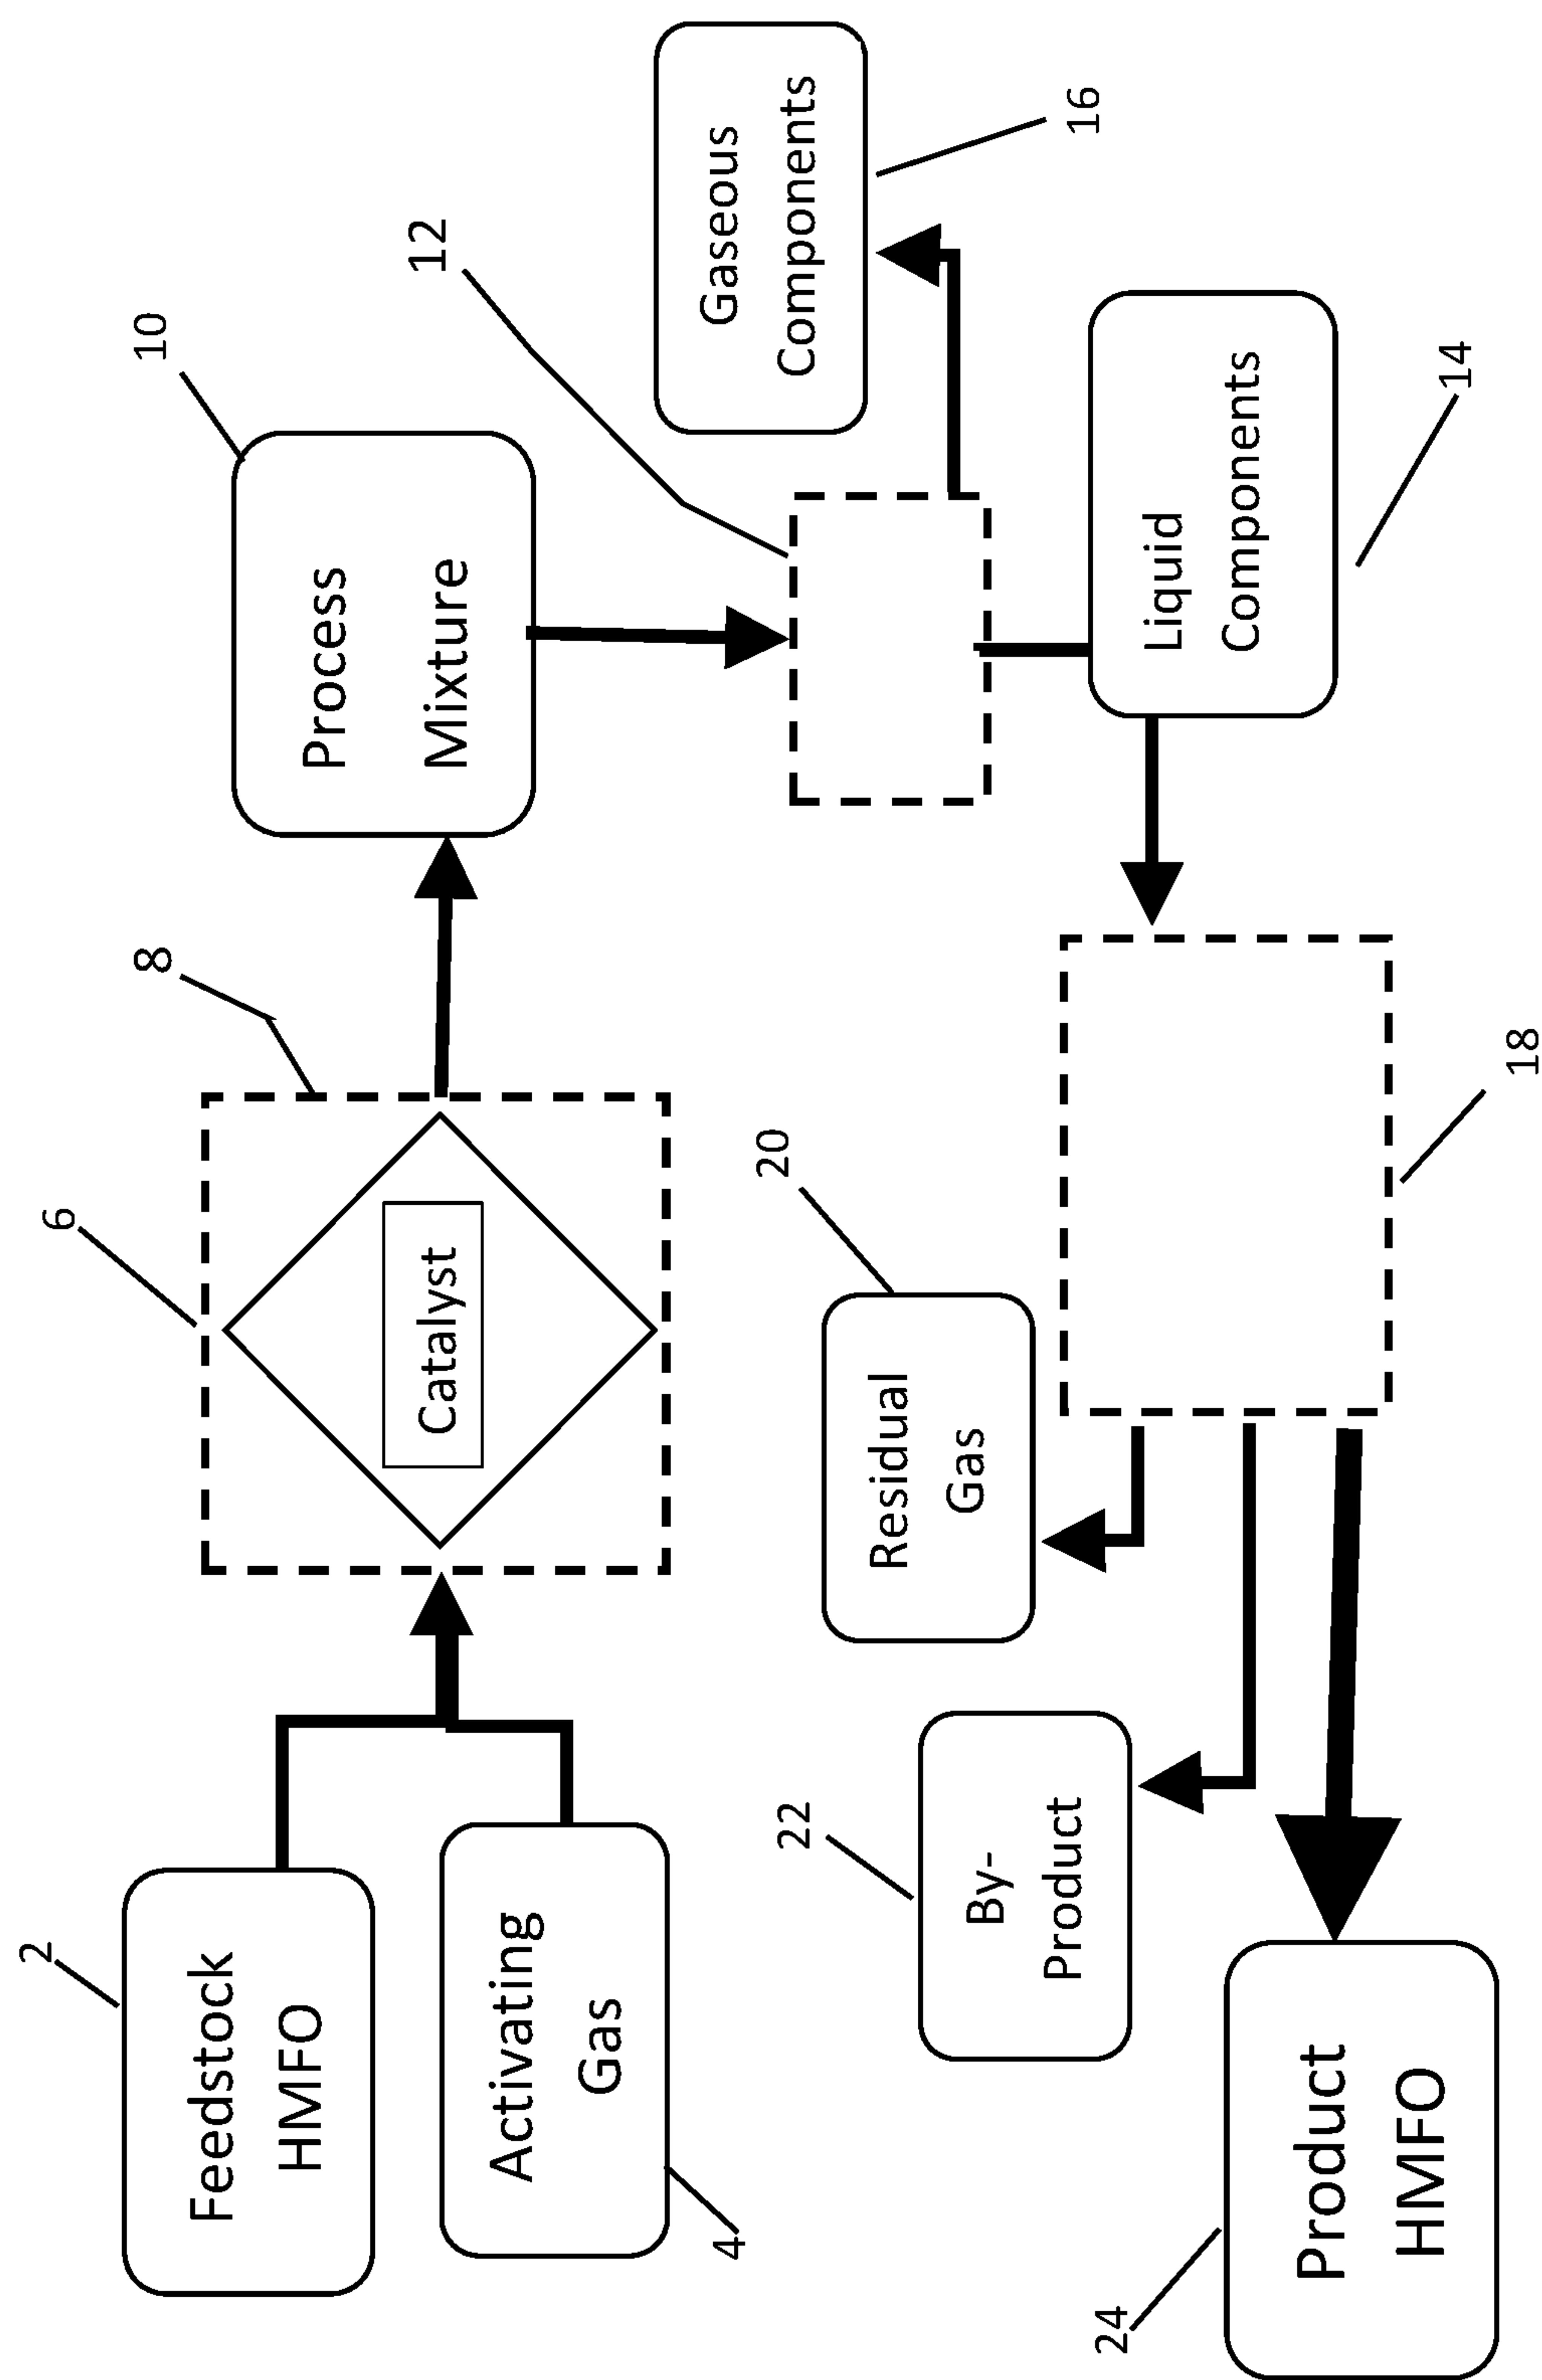 2
Feedstock
HMFO
Activating
Gas
4
6
Catalyst
8
10
Process
Mixture
12
Gaseous
Components
16
Liquid
Components
14
18
20
Residual
Gas
22
By-
Product
24
Product
HMFO